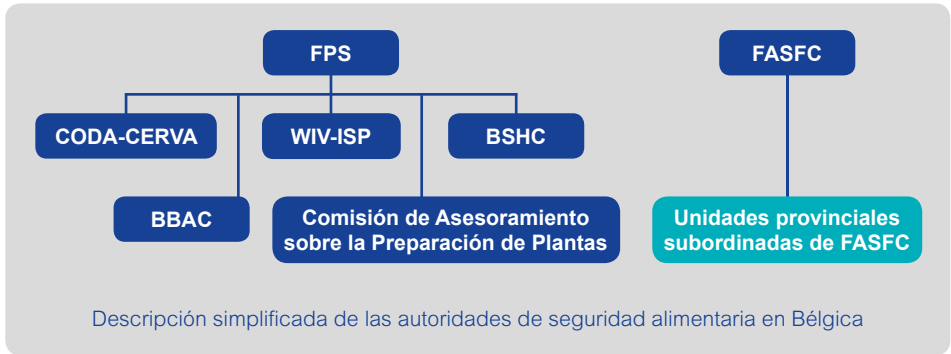 FPS
FASFC
CODA-CERVA
WIV-ISP
BSHC
BBAC
Comisión de Asesoramiento
sobre la Preparación de Plantas
Unidades provinciales
subordinadas de FASFC
Descripción simplificada de las autoridades de seguridad alimentaria en Bélgica